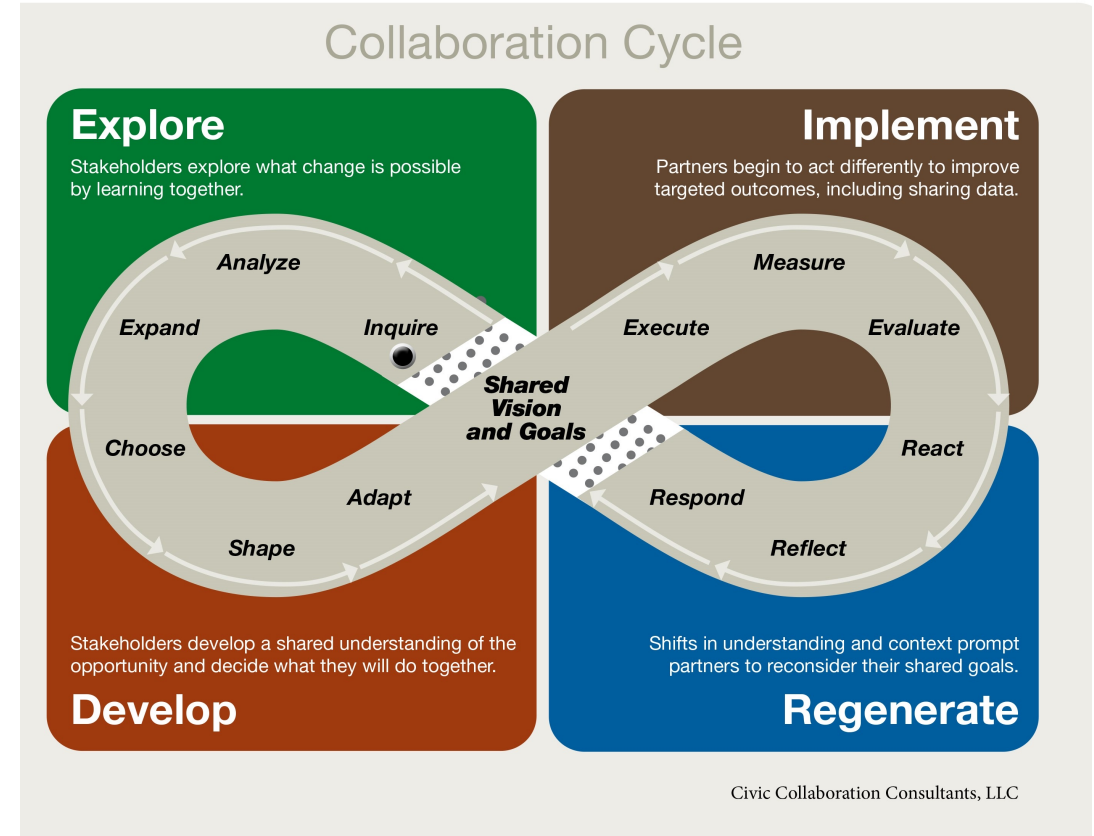 Collaboration Cycle
Explore
Stakeholders explore what change is possible
by learning together.
Implement
Partners begin to act differently to improve
targeted outcomes, including sharing data.
Analyze
Expand
Inquire
Execute
Measure
Evaluate
Shared
Vision
and Goals
Choose
Adapt
Shape
Respond
React
Reflect
Stakeholders develop a shared understanding of the
opportunity and decide what they will do together.
Develop
Shifts in understanding and context prompt
partners to reconsider their shared goals.
Regenerate
Civic Collaboration Consultants, LLC